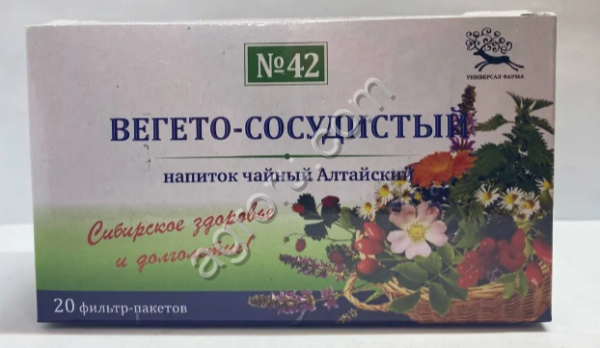 №42
УНИВЕРСАЛ ФАРМА
ВЕГЕТО-СОСУДИСТЫЙ
напиток чайный Алтайский
Сибирское здоровье
и долголетие!
20 фильтр-пакетов